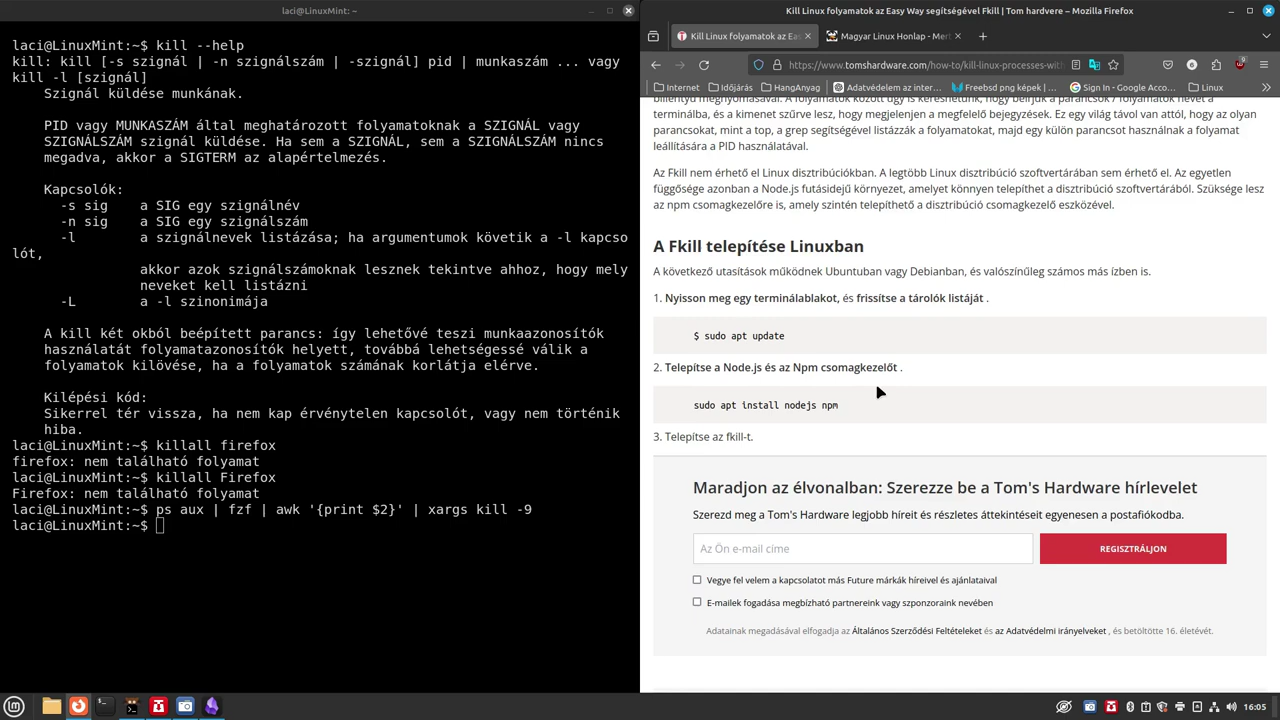 laci@LinuxMint: ~
laci@LinuxMint:~$ kill --help
kill: kill [-s szignál | -n szignálszám | -szignál] pid | munkaszám ... vagy
kill -l [szignál]
Szignál küldése munkának.
PID vagy MUNKASZÁM által meghatározott folyamatoknak a SZIGNÁL vagy
SZIGNÁLSZÁM szignál küldése. Ha sem a SZIGNÁL, sem a SZIGNÁLSZÁM nincs
megadva, akkor a SIGTERM az alapértelmezés.
Kapcsolók:
-s sig a SIG egy szignálnév
-n sig a SIG egy szignálszám
-l a szignálnevek listázása; ha argumentumok követik a -l kapcso
lót,
akkor azok szignálszámoknak lesznek tekintve ahhoz, hogy mely
neveket kell listázni
-L a -l szinonimája
A kill két okból beépített parancs: így lehetővé teszi munkaazonosítók
használatát folyamatazonosítók helyett, továbbá lehetségessé válik a
folyamatok kilövése, ha a folyamatok számának korlátja elérve.
Kilépési kód:
Sikerrel tér vissza, ha nem kap érvénytelen kapcsolót, vagy nem történik
hiba.
laci@LinuxMint:~$ killall firefox
firefox: nem található folyamat
laci@LinuxMint:~$ killall Firefox
Firefox: nem található folyamat
laci@LinuxMint:~$ ps aux | fzf | awk '{print $2}' | xargs kill -9
laci@LinuxMint:~$
Kill Linux folyamatok az Easy Way segítségével Fkill | Tom hardvere — Mozilla Firefox
Kill Linux folyamatok az Eas
Magyar Linux Honlap - Mert
https://www.tomshardware.com/how-to/kill-linux-processes-with
Internet
Időjárás
HangAnyag
Adatvédelem az inter…
Freebsd png képek | …
Sign In - Google Acco…
Linux
billentyű megnyomásával. A folyamatok között úgy is kereshetünk, hogy beírjuk a parancsok / folyamatok nevét a
terminálba, és a kimenet szűrve lesz, hogy megjelenjen a megfelelő bejegyzések. Ez egy világ távol van attól, hogy az olyan
parancsokat, mint a top, a grep segítségével listázzák a folyamatokat, majd egy külön parancsot használnak a folyamat
leállítására a PID használatával.
Az Fkill nem érhető el Linux disztribúciókban. A legtöbb Linux disztribúció szoftvertárában sem érhető el. Az egyetlen
függősége azonban a Node.js futásidejű környezet, amelyet könnyen telepíthet a disztribúció szoftvertárából. Szüksége lesz
az npm csomagkezelőre is, amely szintén telepíthető a disztribúció csomagkezelő eszközével.
A Fkill telepítése Linuxban
A következő utasítások működnek Ubuntuban vagy Debianban, és valószínűleg számos más ízben is.
1. Nyisson meg egy terminálablakot, és frissítse a tárolók listáját .
$ sudo apt update
2. Telepítse a Node.js és az Npm csomagkezelőt .
sudo apt install nodejs npm
3. Telepítse az fkill-t.
Maradjon az élvonalban: Szerezze be a Tom's Hardware hírlevelet
Szerezd meg a Tom's Hardware legjobb híreit és részletes áttekintéseit egyenesen a postafiókodba.
Az Ön e-mail címe
REGISZTRÁLJON
Vegye fel velem a kapcsolatot más Future márkák híreivel és ajánlataival
E-mailek fogadása megbízható partnereink vagy szponzoraink nevében
Adatainak megadásával elfogadja az Általános Szerződési Feltételeket és az Adatvédelmi irányelveket , és betöltötte 16. életévét.
16:05